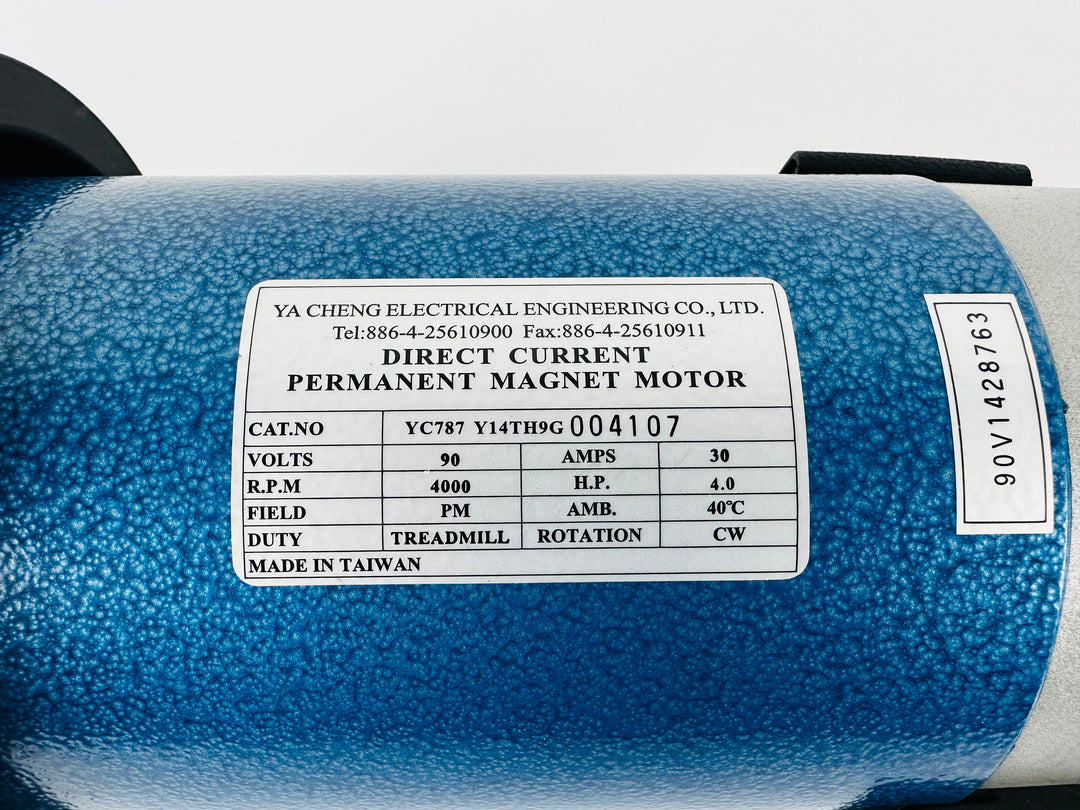 YA CHENG ELECTRICAL ENGINEERING CO., LTD.
Tel:886-4-25610900 Fax:886-4-25610911
DIRECT CURRENT
PERMANENT MAGNET MOTOR
CAT.NO YC787 Y14TH9G 004107
VOLTS 90 AMPS 30
R.P.M 4000 H.P. 4.0
FIELD PM AMB. 40℃
DUTY TREADMILL ROTATION CW
MADE IN TAIWAN
90V1428763